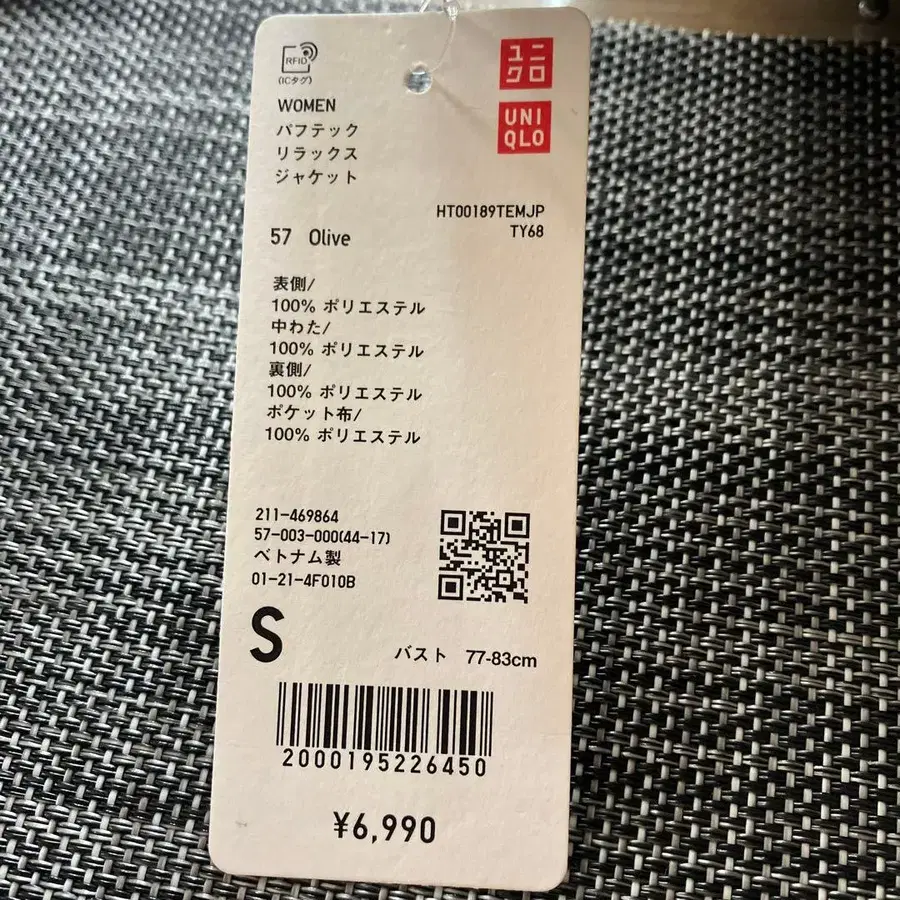 RFID
(ICタグ)
ユニ
クロ
UNI
QLO
WOMEN
パフテック
リラックス
ジャケット
HT00189TEMJP
TY68
57 Olive
表側/
100% ポリエステル
中わた/
100% ポリエステル
裏側/
100% ポリエステル
ポケット布/
100% ポリエステル
211-469864
57-003-000(44-17)
ベトナム製
01-21-4F010B
S
バスト 77-83cm
2000195226450
¥6,990